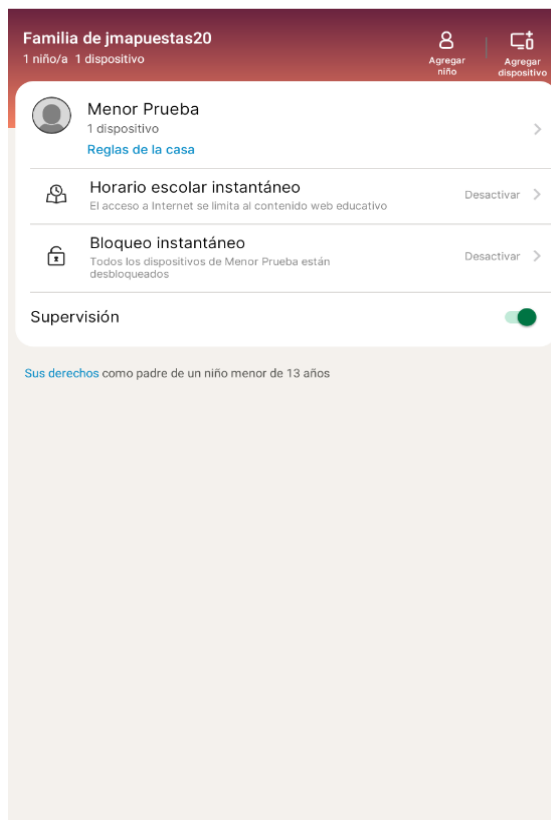 Familia de jmapuestas20
1 niño/a 1 dispositivo
Agregar
niño
Agregar
dispositivo
Menor Prueba
1 dispositivo
Reglas de la casa
Horario escolar instantáneo
El acceso a Internet se limita al contenido web educativo
Desactivar
Bloqueo instantáneo
Todos los dispositivos de Menor Prueba están
desbloqueados
Desactivar
Supervisión
Sus derechos como padre de un niño menor de 13 años